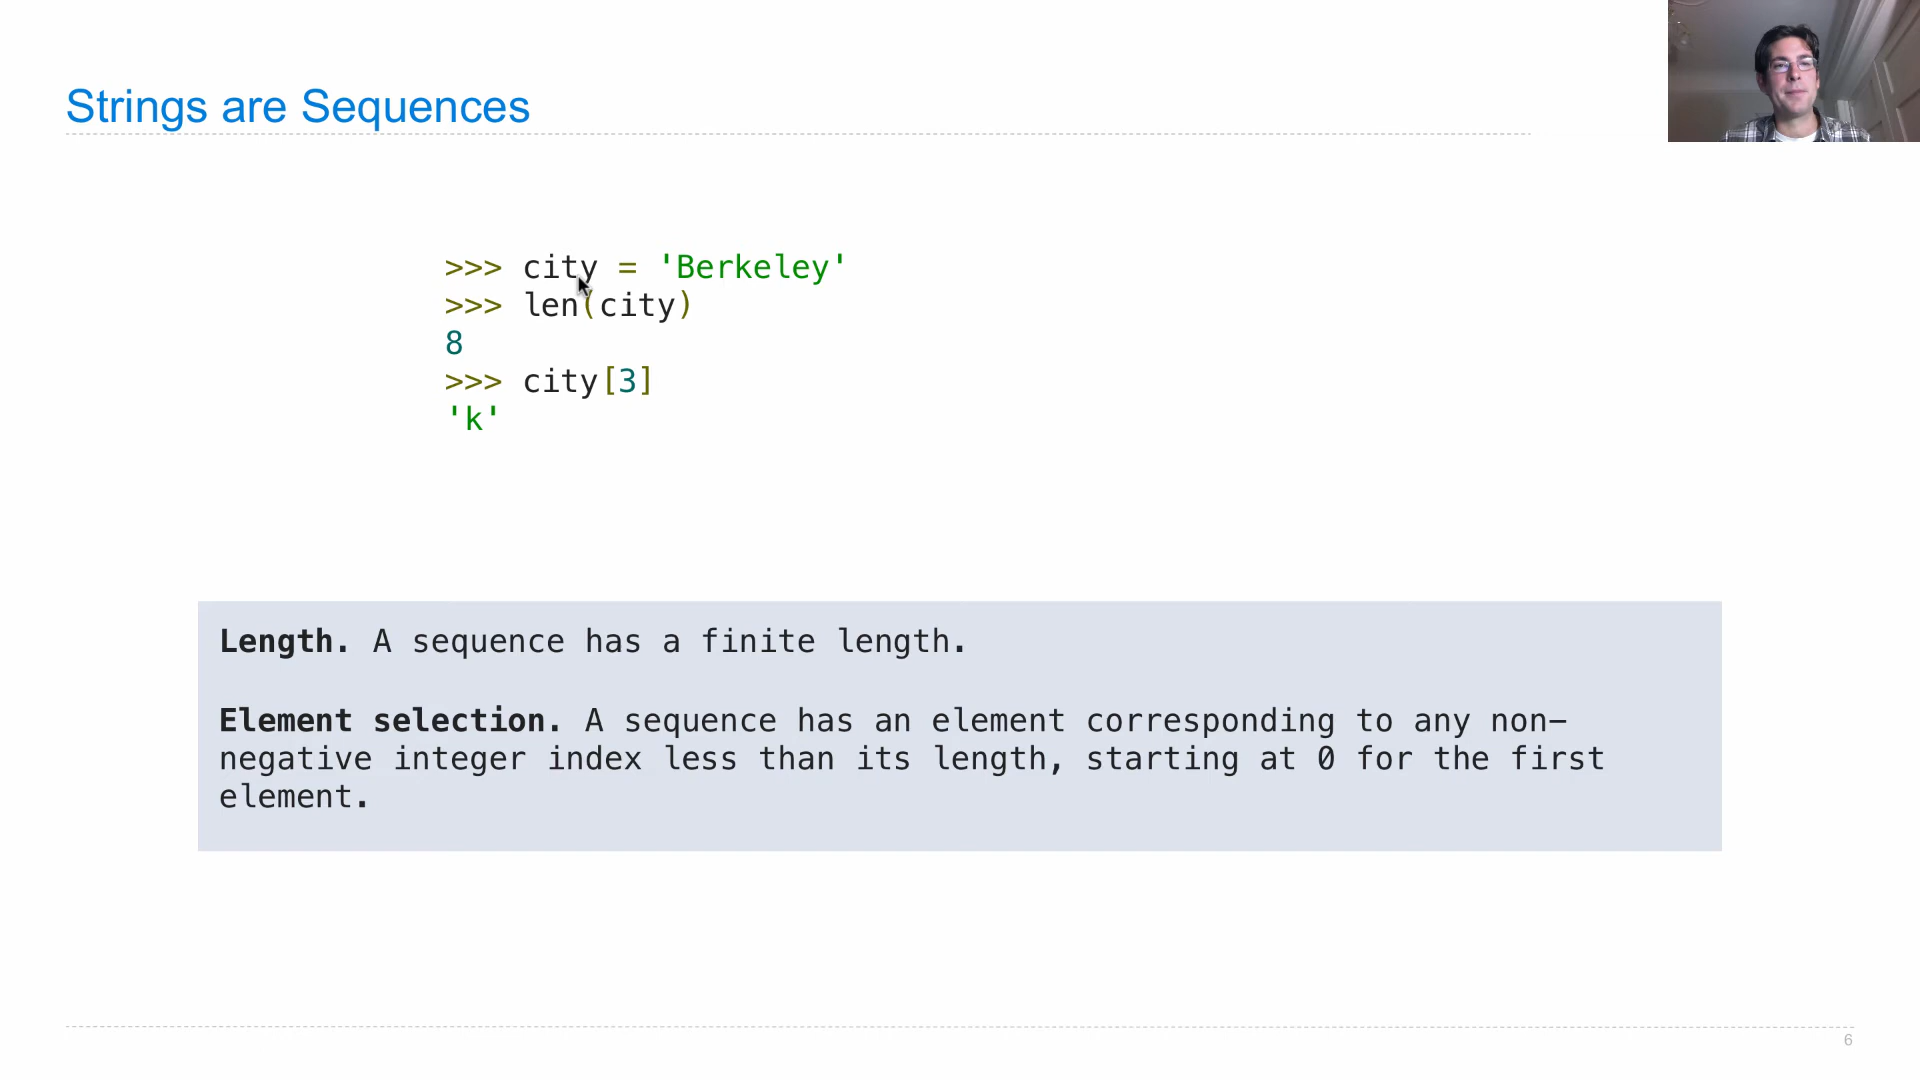 Strings are Sequences
>>> city = 'Berkeley'
>>> len(city)
8
>>> city[3]
'k'
Length. A sequence has a finite length.
Element selection. A sequence has an element corresponding to any non-
negative integer index less than its length, starting at 0 for the first
element.
6